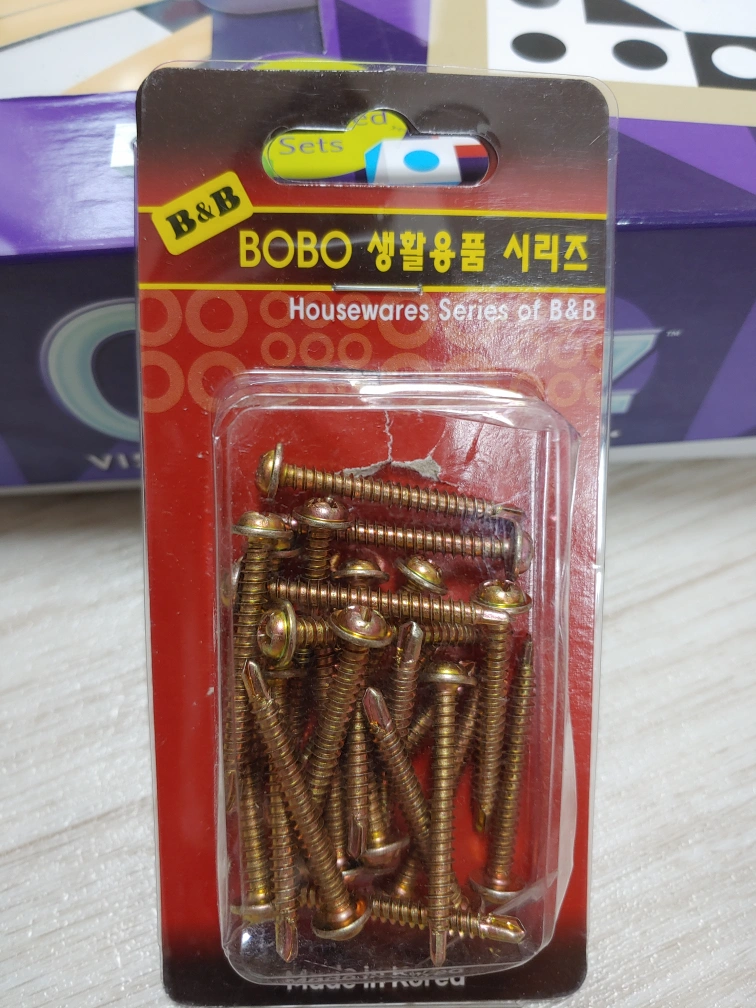 Sets
B&B
BOBO 생활용품 시리즈
Housewares Series of B&B
Made in Korea